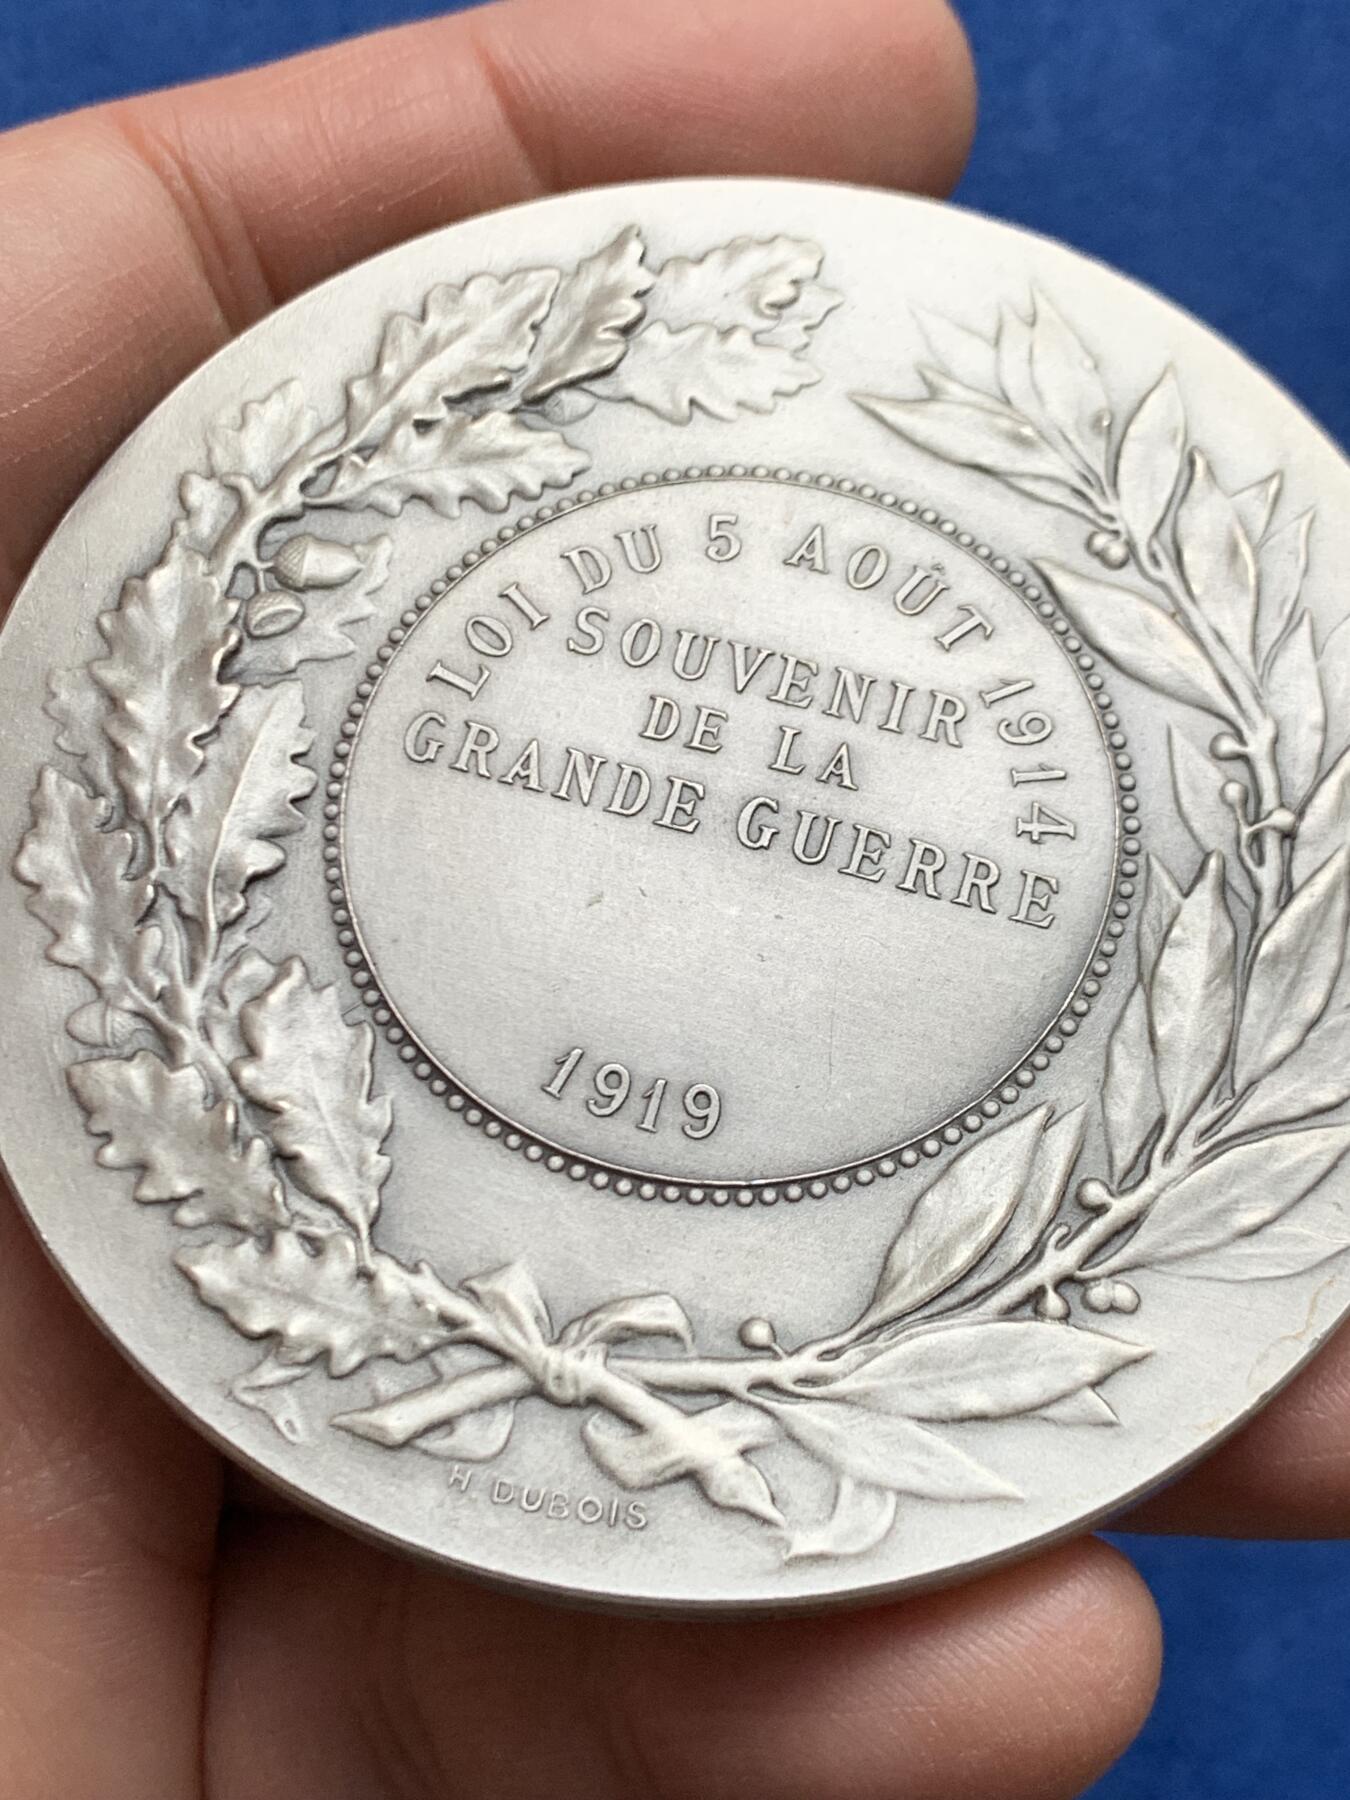 LOI DU 5 AOÛT 1914
SOUVENIR
DE LA
GRANDE GUERRE
1919
H. DUBOIS